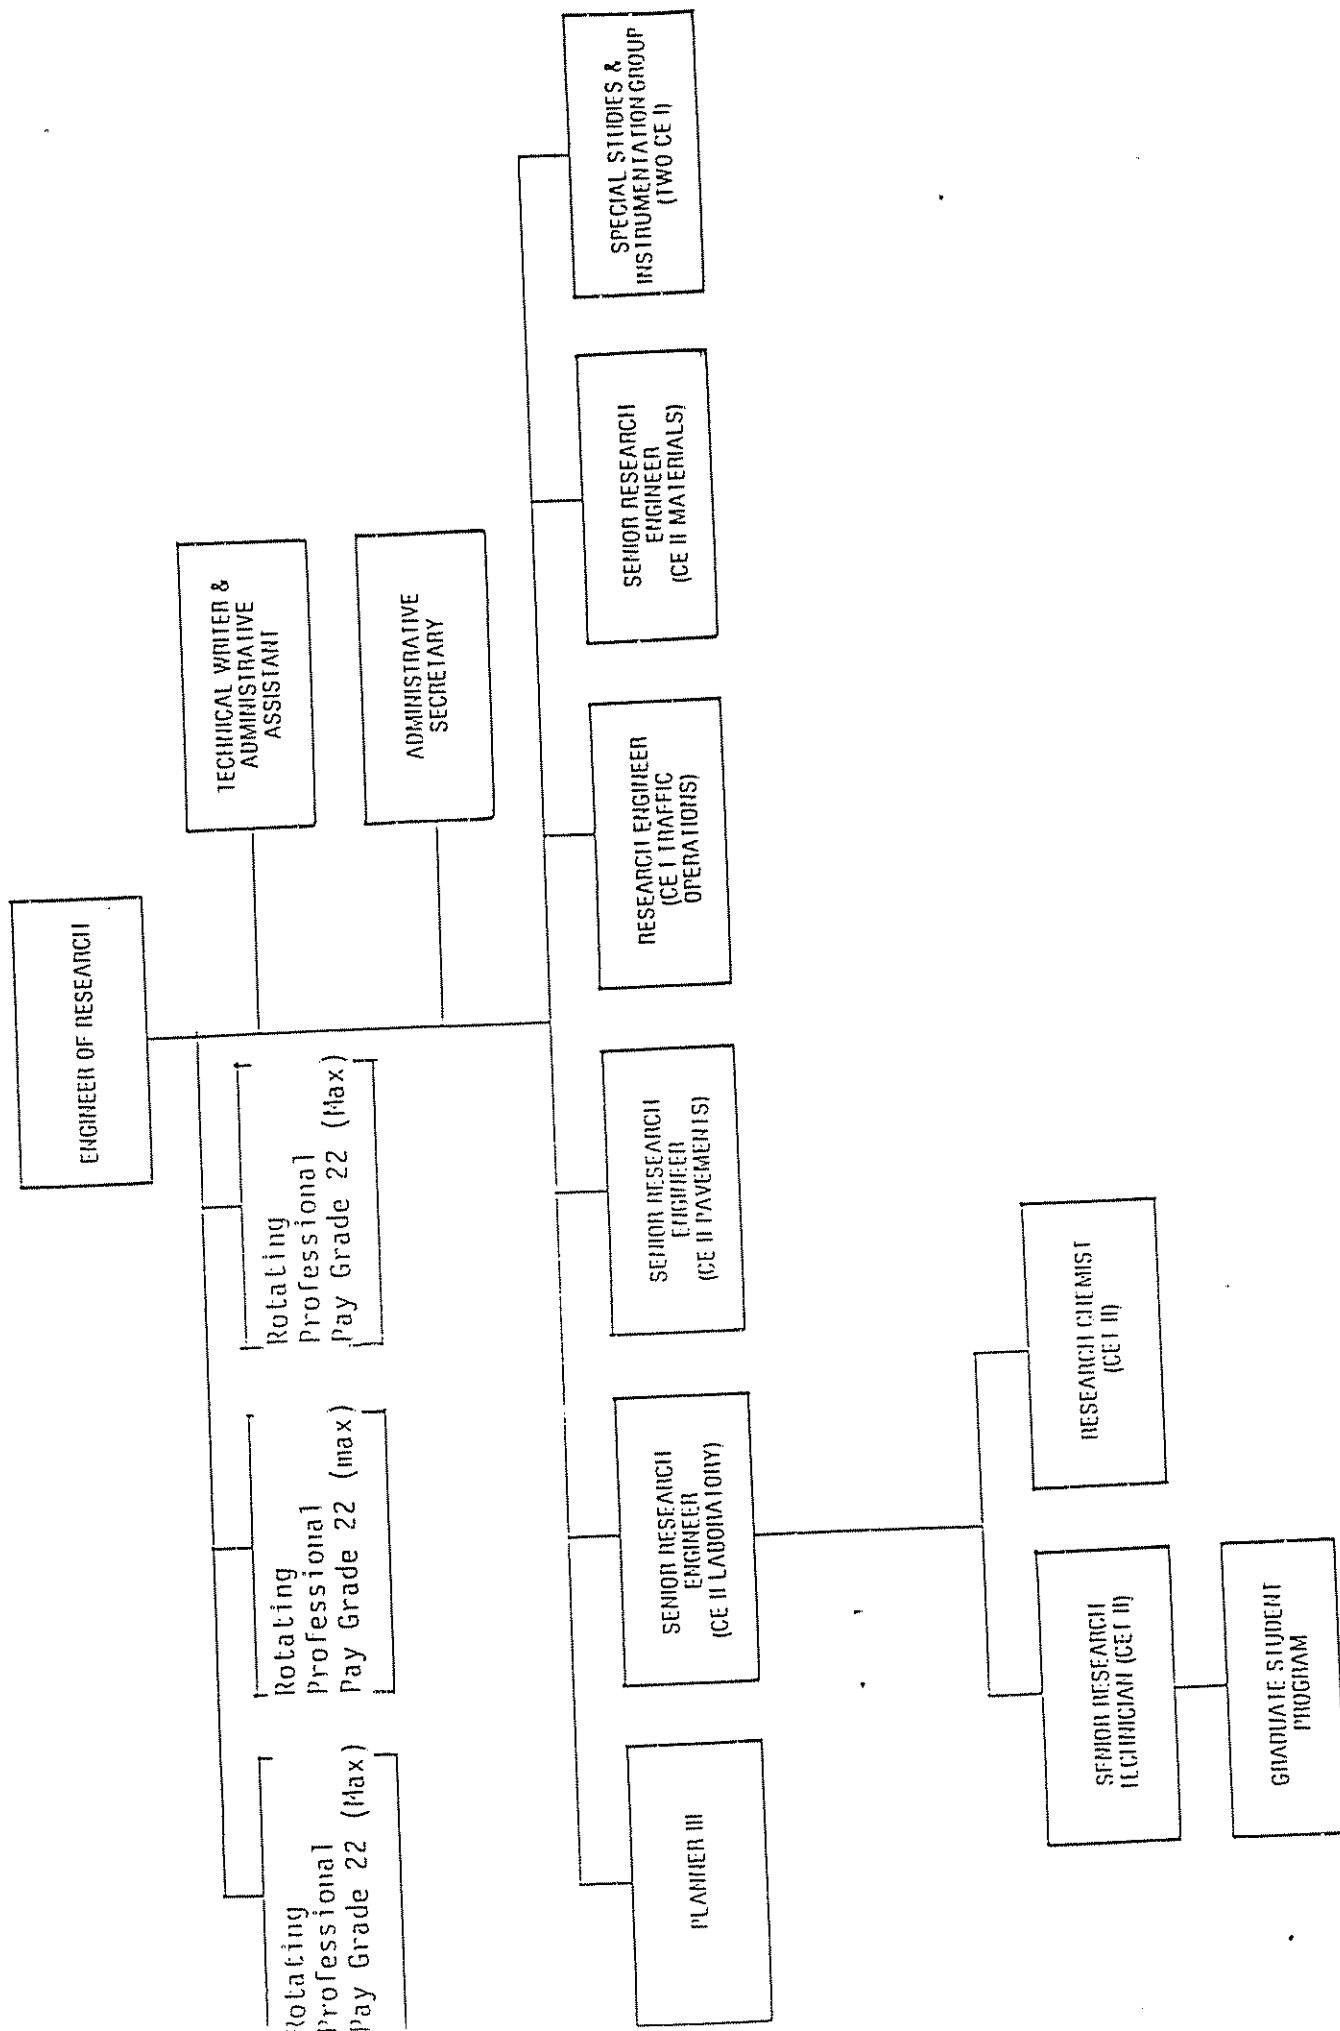 ENGINEER OF RESEARCH
TECHNICAL WRITER &
ADMINISTRATIVE
ASSISTANT
ADMINISTRATIVE
SECRETARY
Rotating
Professional
Pay Grade 22 (Max)
Rotating
Professional
Pay Grade 22 (max)
Rotating
Professional
Pay Grade 22 (Max)
PLANNER III
SENIOR RESEARCH
ENGINEER
(CE II LABORATORY)
SENIOR RESEARCH
ENGINEER
(CE II PAVEMENTS)
RESEARCH ENGINEER
(CE I TRAFFIC
OPERATIONS)
SENIOR RESEARCH
ENGINEER
(CE II MATERIALS)
SPECIAL STUDIES &
INSTRUMENTATION GROUP
(TWO CE I)
SENIOR RESEARCH
TECHNICIAN (CET II)
RESEARCH CHEMIST
(CET II)
GRADUATE STUDENT
PROGRAM